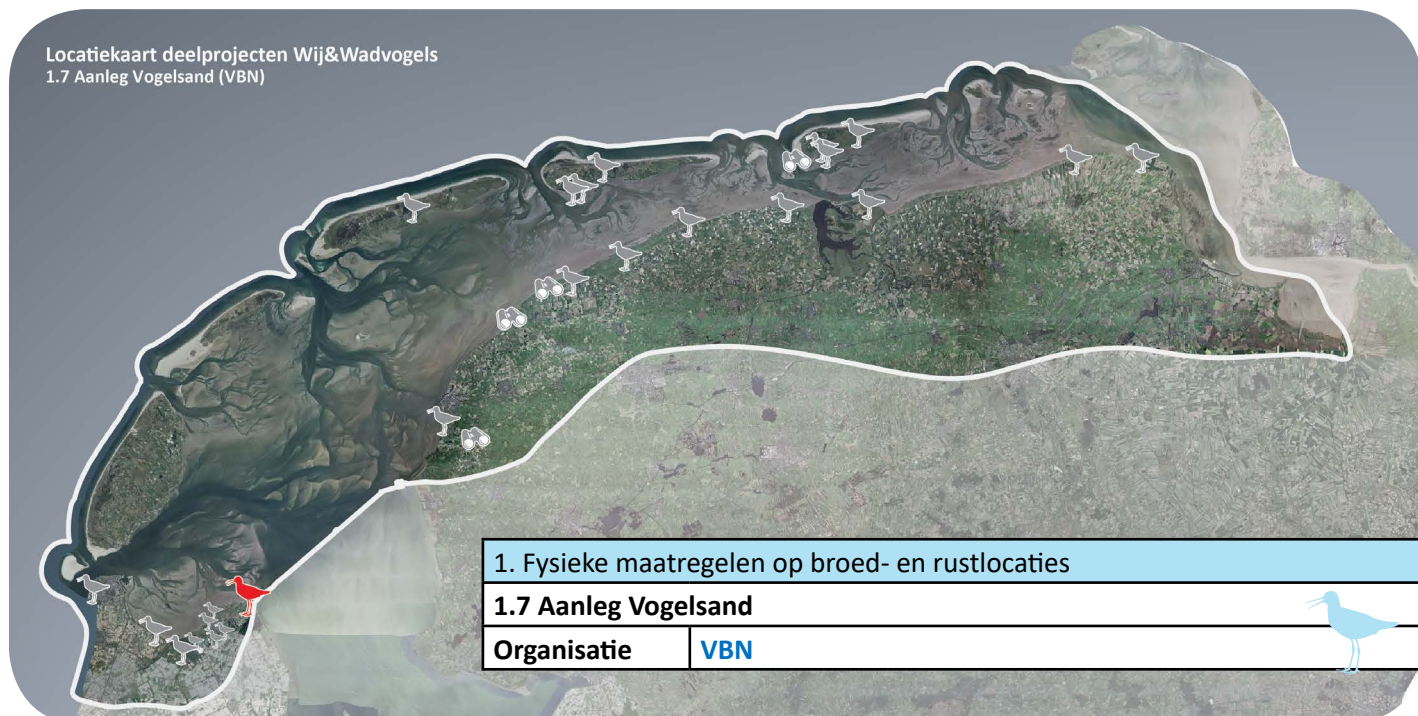 Locatiekaart deelprojecten Wij&Wadvogels
1.7 Aanleg Vogelsand (VBN)
1. Fysieke maatregelen op broed- en rustlocaties
1.7 Aanleg Vogelsand
Organisatie VBN